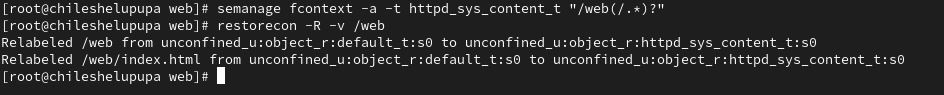 [root@chileshelupupa web]# semanage fcontext -a -t httpd_sys_content_t "/web(/.*)?"
[root@chileshelupupa web]# restorecon -R -v /web
Relabeled /web from unconfined_u:object_r:default_t:s0 to unconfined_u:object_r:httpd_sys_content_t:s0
Relabeled /web/index.html from unconfined_u:object_r:default_t:s0 to unconfined_u:object_r:httpd_sys_content_t:s0
[root@chileshelupupa web]#